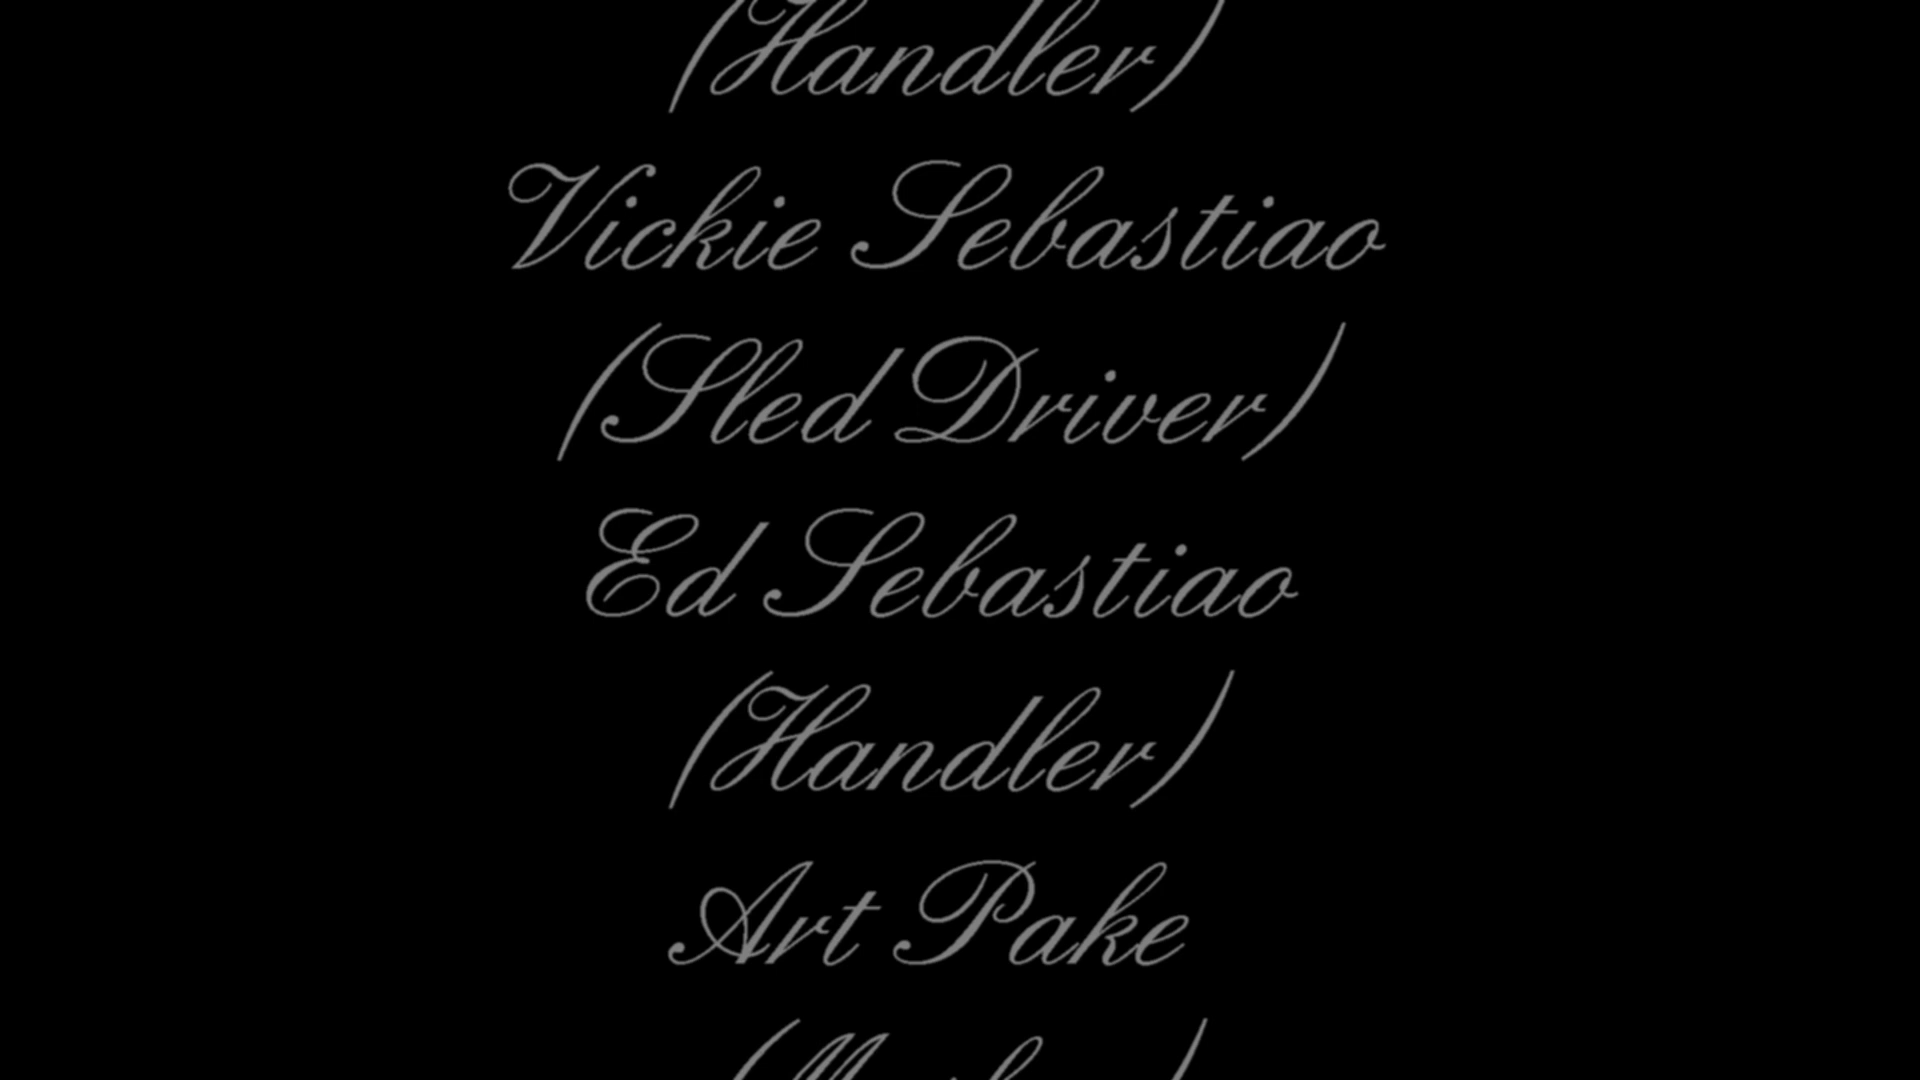 (Handler)
Vickie Sebastiao
(Sled Driver)
Ed Sebastiao
(Handler)
Art Pake